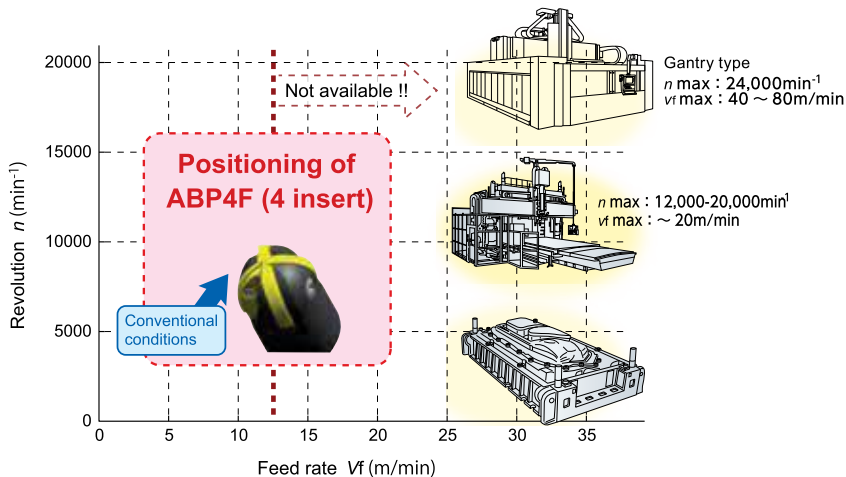 20000
15000
10000
5000
0
Revolution n (min⁻¹)
0 5 10 15 20 25 30 35
Feed rate Vf (m/min)
Not available !!
Positioning of
ABP4F (4 insert)
Conventional
conditions
Gantry type
n max：24,000min⁻¹
vf max：40 ～ 80m/min
n max：12,000-20,000min¹
vf max：～ 20m/min